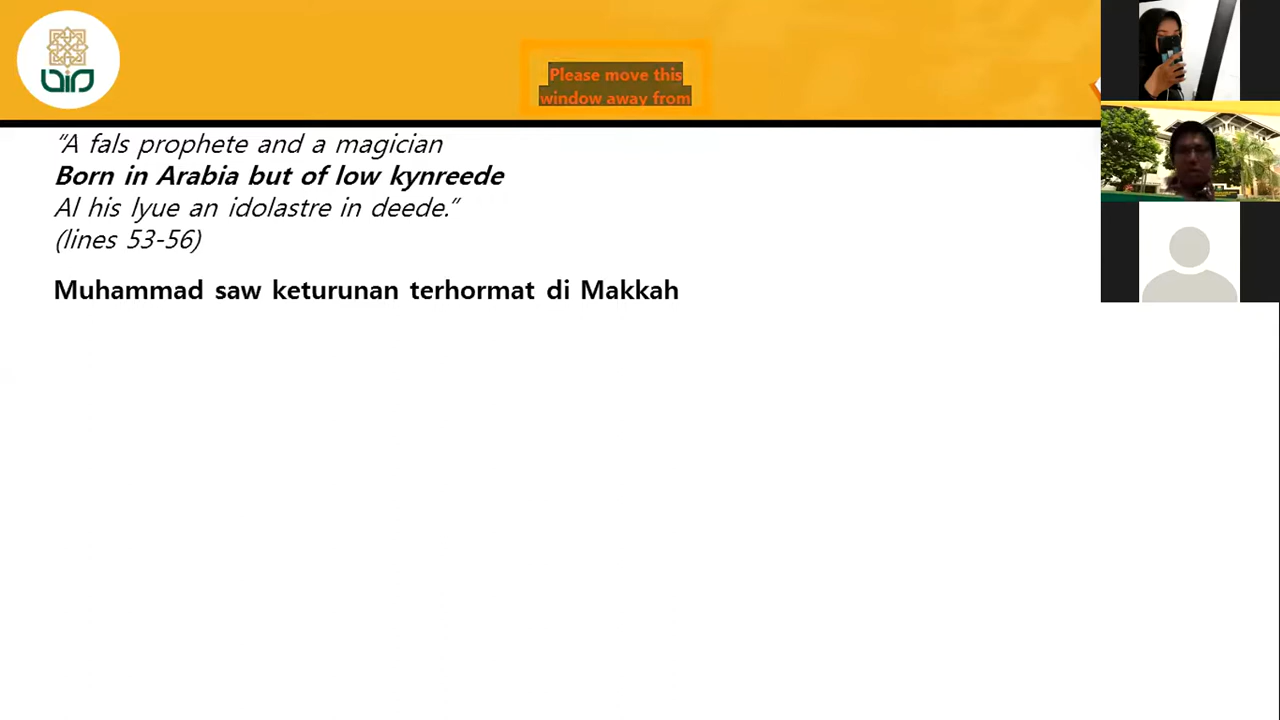 Please move this
window away from
“A fals prophete and a magician
Born in Arabia but of low kynreede
Al his lyue an idolastre in deede.”
(lines 53-56)
Muhammad saw keturunan terhormat di Makkah